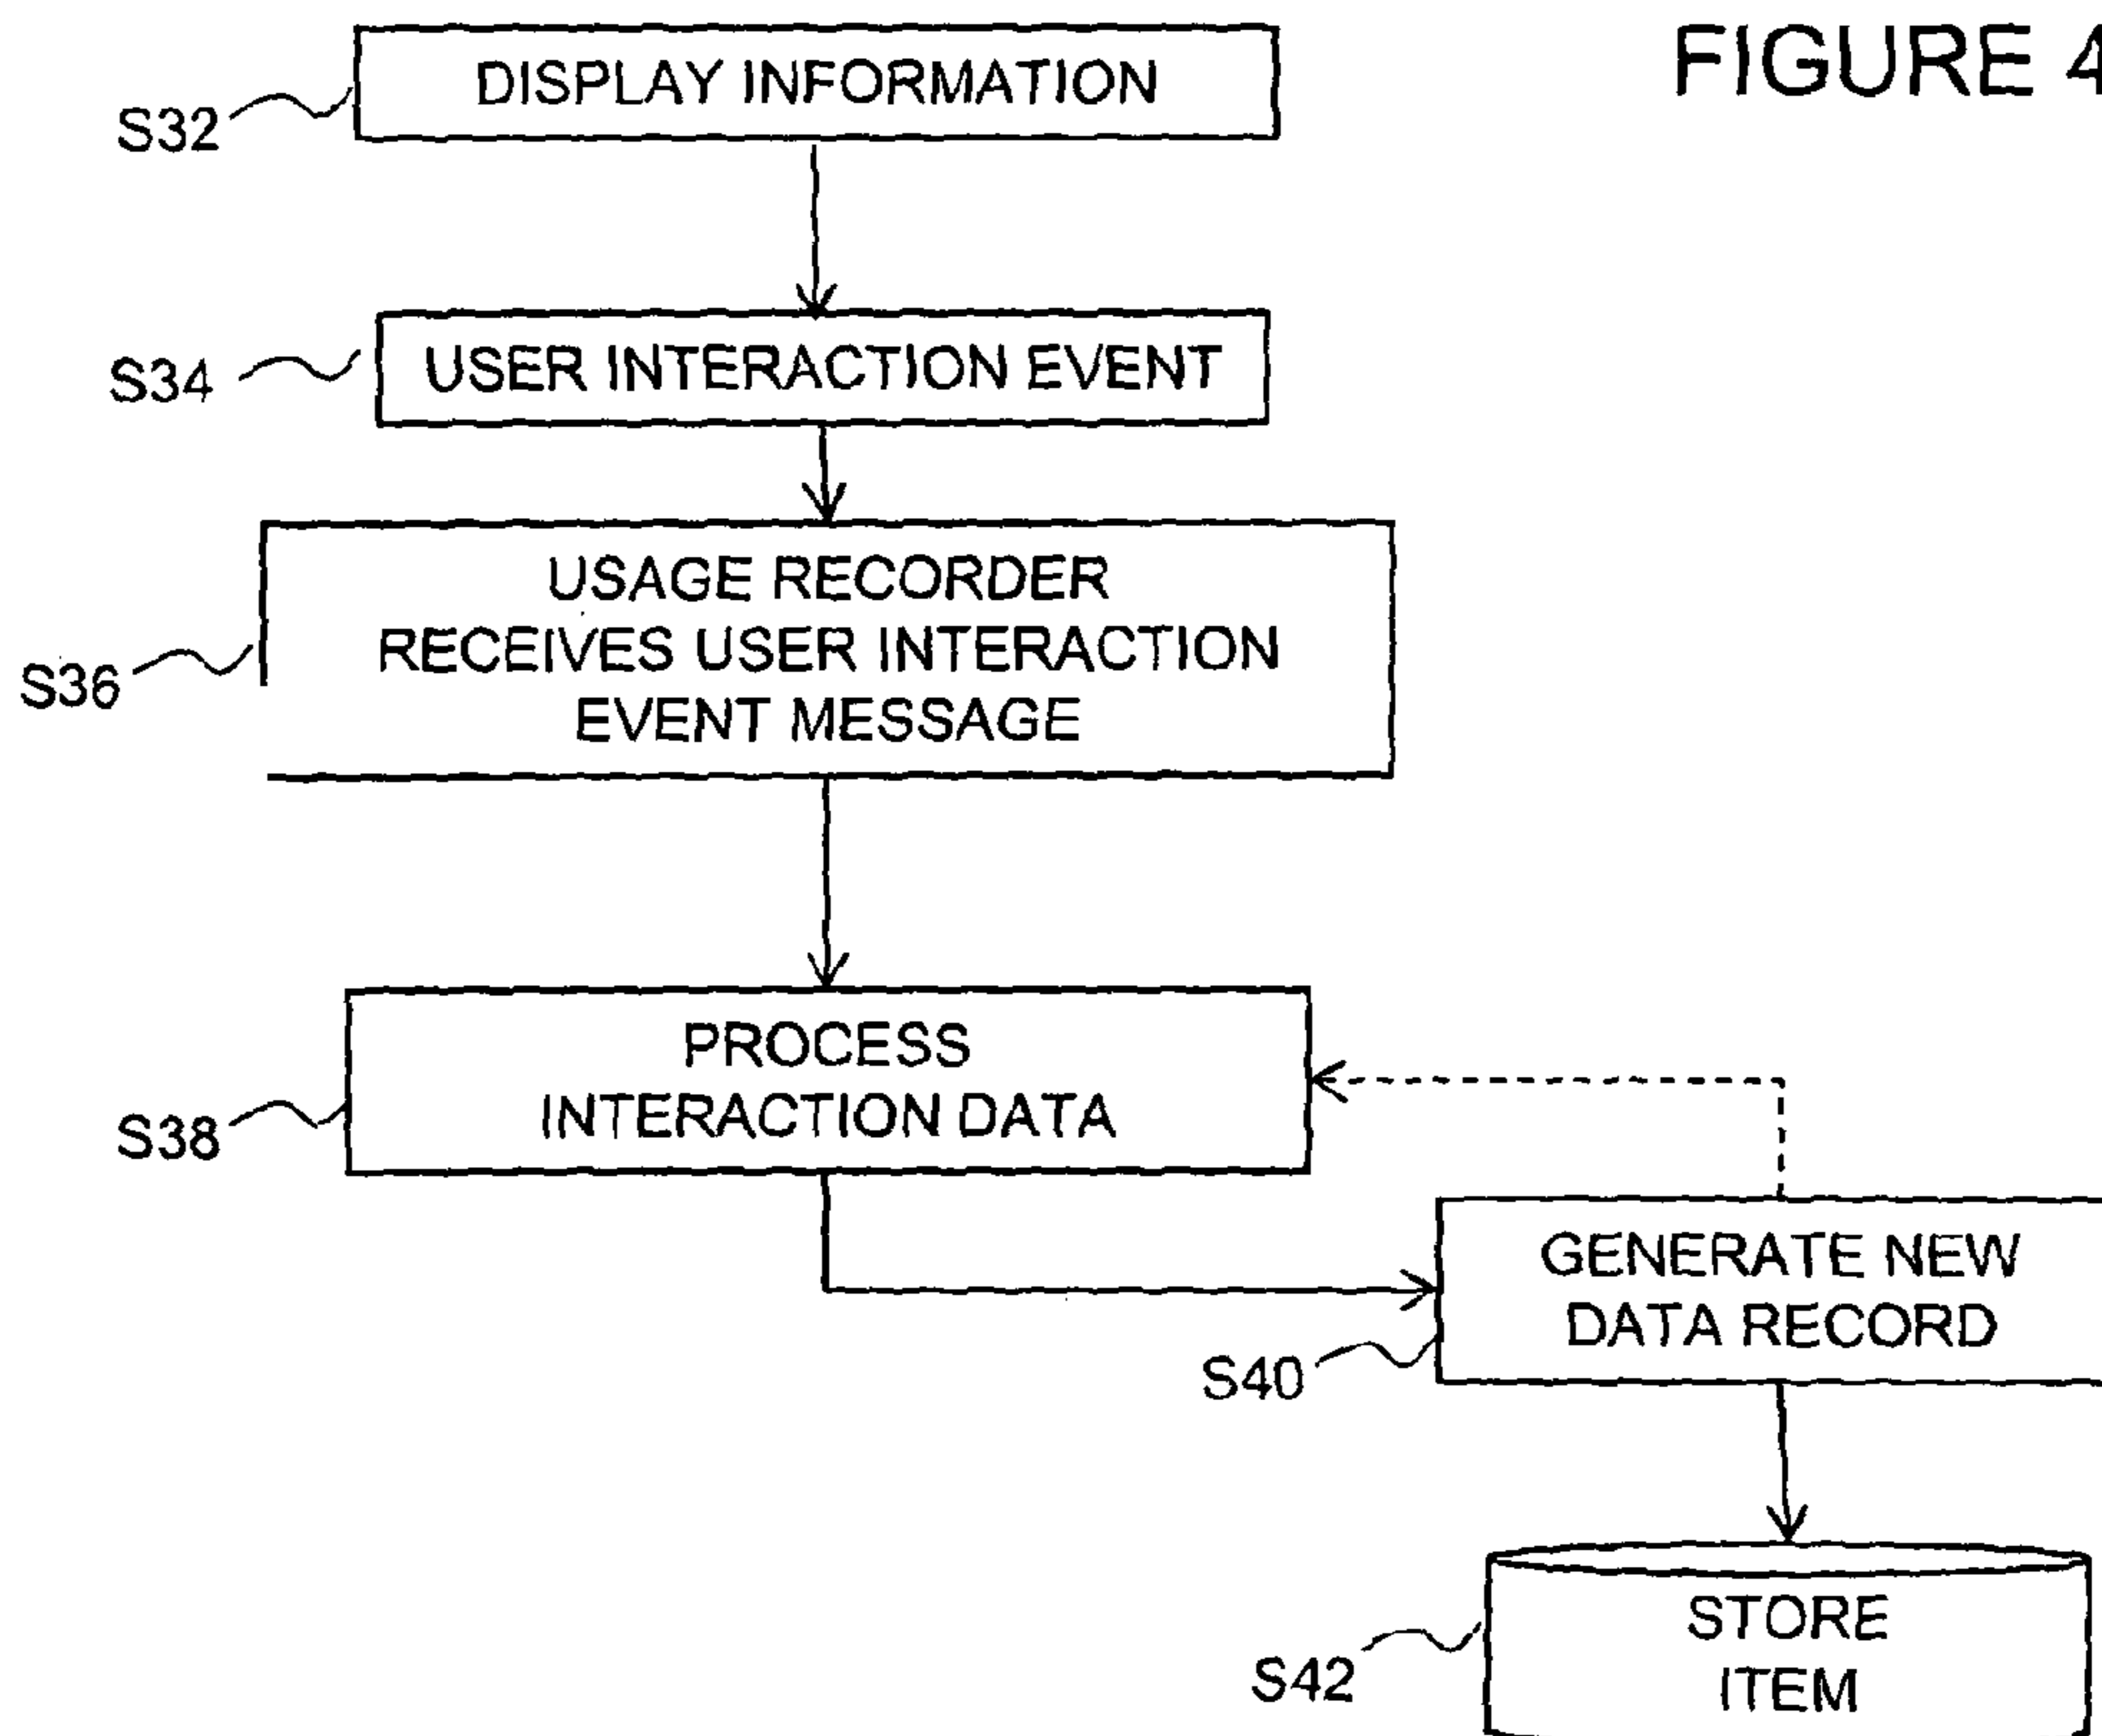 FIGURE 4
DISPLAY INFORMATION
S32
USER INTERACTION EVENT
S34
USAGE RECORDER
RECEIVES USER INTERACTION
EVENT MESSAGE
S36
PROCESS
INTERACTION DATA
S38
GENERATE NEW
DATA RECORD
S40
STORE
ITEM
S42